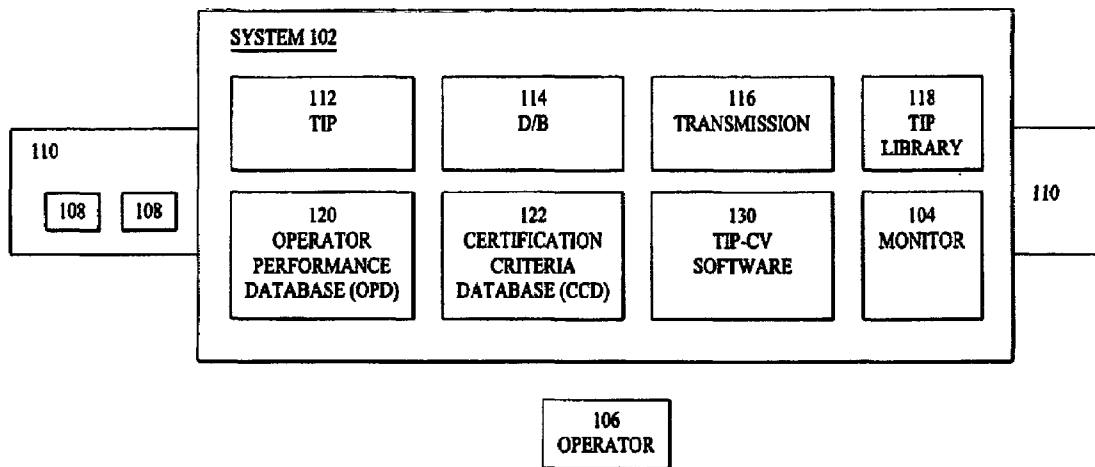 SYSTEM 102
112
TIP
114
D/B
116
TRANSMISSION
118
TIP
LIBRARY
110
108
108
120
OPERATOR
PERFORMANCE
DATABASE (OPD)
122
CERTIFICATION
CRITERIA
DATABASE (CCD)
130
TIP-CV
SOFTWARE
104
MONITOR
110
106
OPERATOR